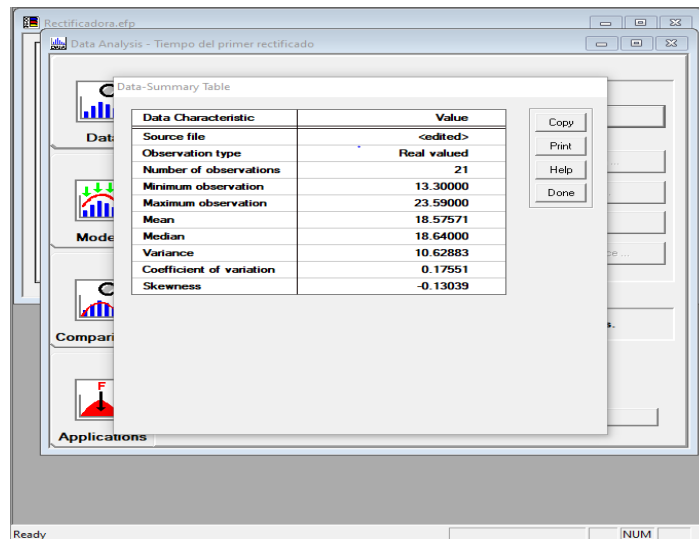 Rectificadora.efp
Data Analysis - Tiempo del primer rectificado
Data-Summary Table
Data Characteristic Value
Source file <edited>
Observation type Real valued
Number of observations 21
Minimum observation 13.30000
Maximum observation 23.59000
Mean 18.57571
Median 18.64000
Variance 10.62883
Coefficient of variation 0.17551
Skewness -0.13039
Copy
Print
Help
Done
Dat
Mode
Compari
F
Applications
...
s.
Ready
NUM